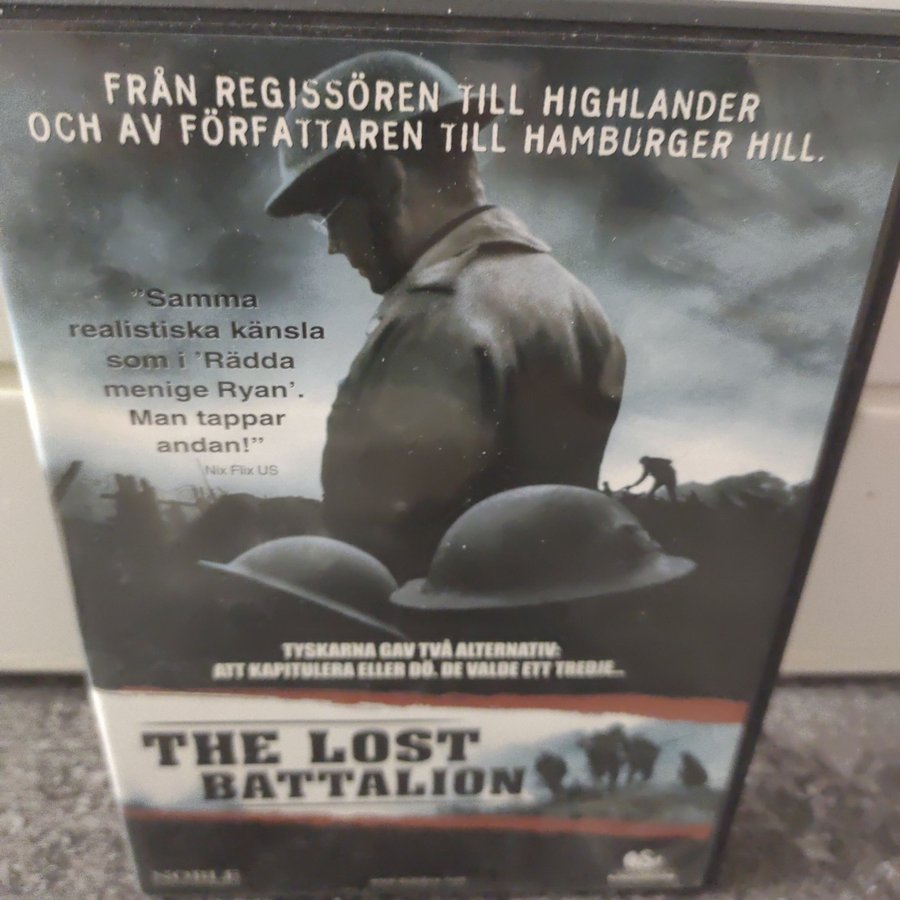 FRÅN REGISSÖREN TILL HIGHLANDER
OCH AV FÖRFATTAREN TILL HAMBURGER HILL.
"Samma
realistiska känsla
som i 'Rädda
menige Ryan'.
Man tappar
andan!"
Nix Flix US
TYSKARNA GAV TVÅ ALTERNATIV:
ATT KAPITULERA ELLER DÖ. DE VALDE ETT TREDJE...
THE LOST
BATTALION
NOBLE